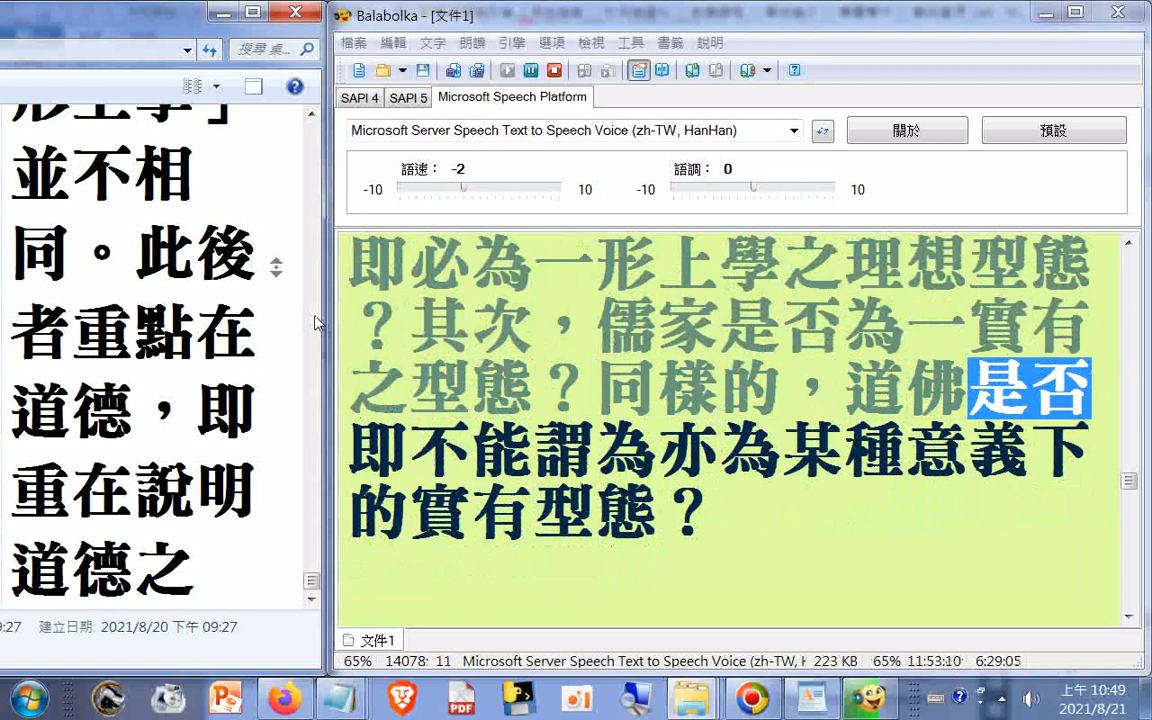 搜尋桌...
形上學」
並不相
同。此後
者重點在
道德，即
重在說明
道德之
9:27 建立日期: 2021/8/20 下午 09:27
Balabolka - [文件1]
檔案 編輯 文字 朗讀 引擎 選項 檢視 工具 書籤 說明
SAPI 4 SAPI 5 Microsoft Speech Platform
Microsoft Server Speech Text to Speech Voice (zh-TW, HanHan) 關於 預設
語速： -2 語調： 0
-10 10 -10 10
即必為一形上學之理想型態
？其次，儒家是否為一實有
之型態？同樣的，道佛是否
即不能謂為亦為某種意義下
的實有型態？
文件1
65% 14078: 11 Microsoft Server Speech Text to Speech Voice (zh-TW, H 223 KB 65% 11:53:10 6:29:05
上午 10:49
2021/8/21